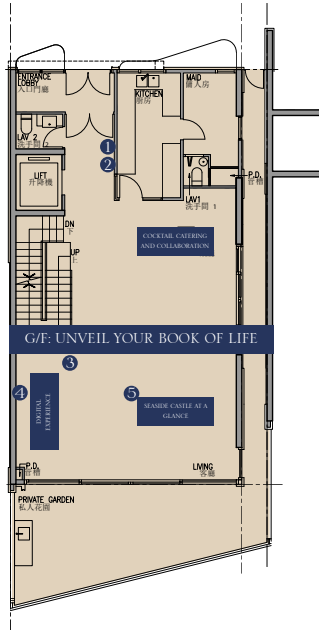 ENTRANCE
LOBBY
入口門廳
KITCHEN
廚房
MAID
傭人房
LAV 2
洗手間 2
1
2
LIFT
升降機
P.D.
管槽
LAV1
洗手間 1
DN
下
COCKTAIL CATERING
AND COLLABORATION
UP
上
G/F: UNVEIL YOUR BOOK OF LIFE
3
4
5
DIGITAL
EXPERIENCE
SEASIDE CASTLE AT A
GLANCE
P.D.
管槽
LIVING
客廳
PRIVATE GARDEN
私人花園